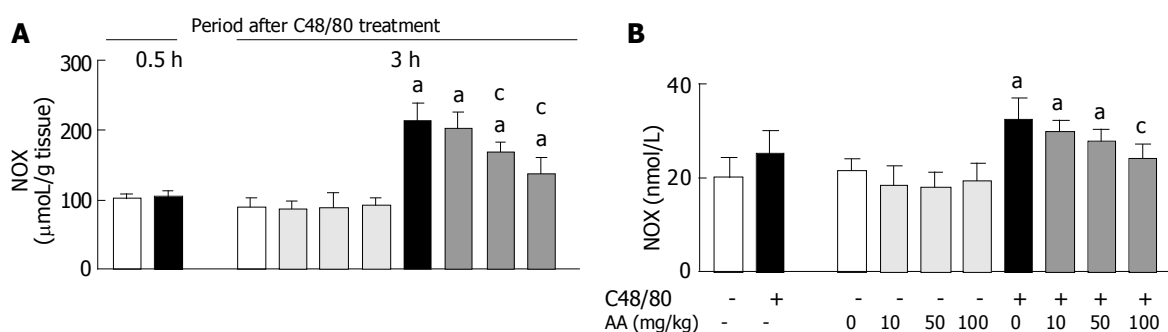 A
Period after C48/80 treatment
0.5 h 3 h
NOX
(μmoL/g tissue)
300
200
100
0
a a c c
a a
B
NOX (nmol/L)
40
20
0
a a a c
C48/80 - + - - - - + + + +
AA (mg/kg) - - 0 10 50 100 0 10 50 100